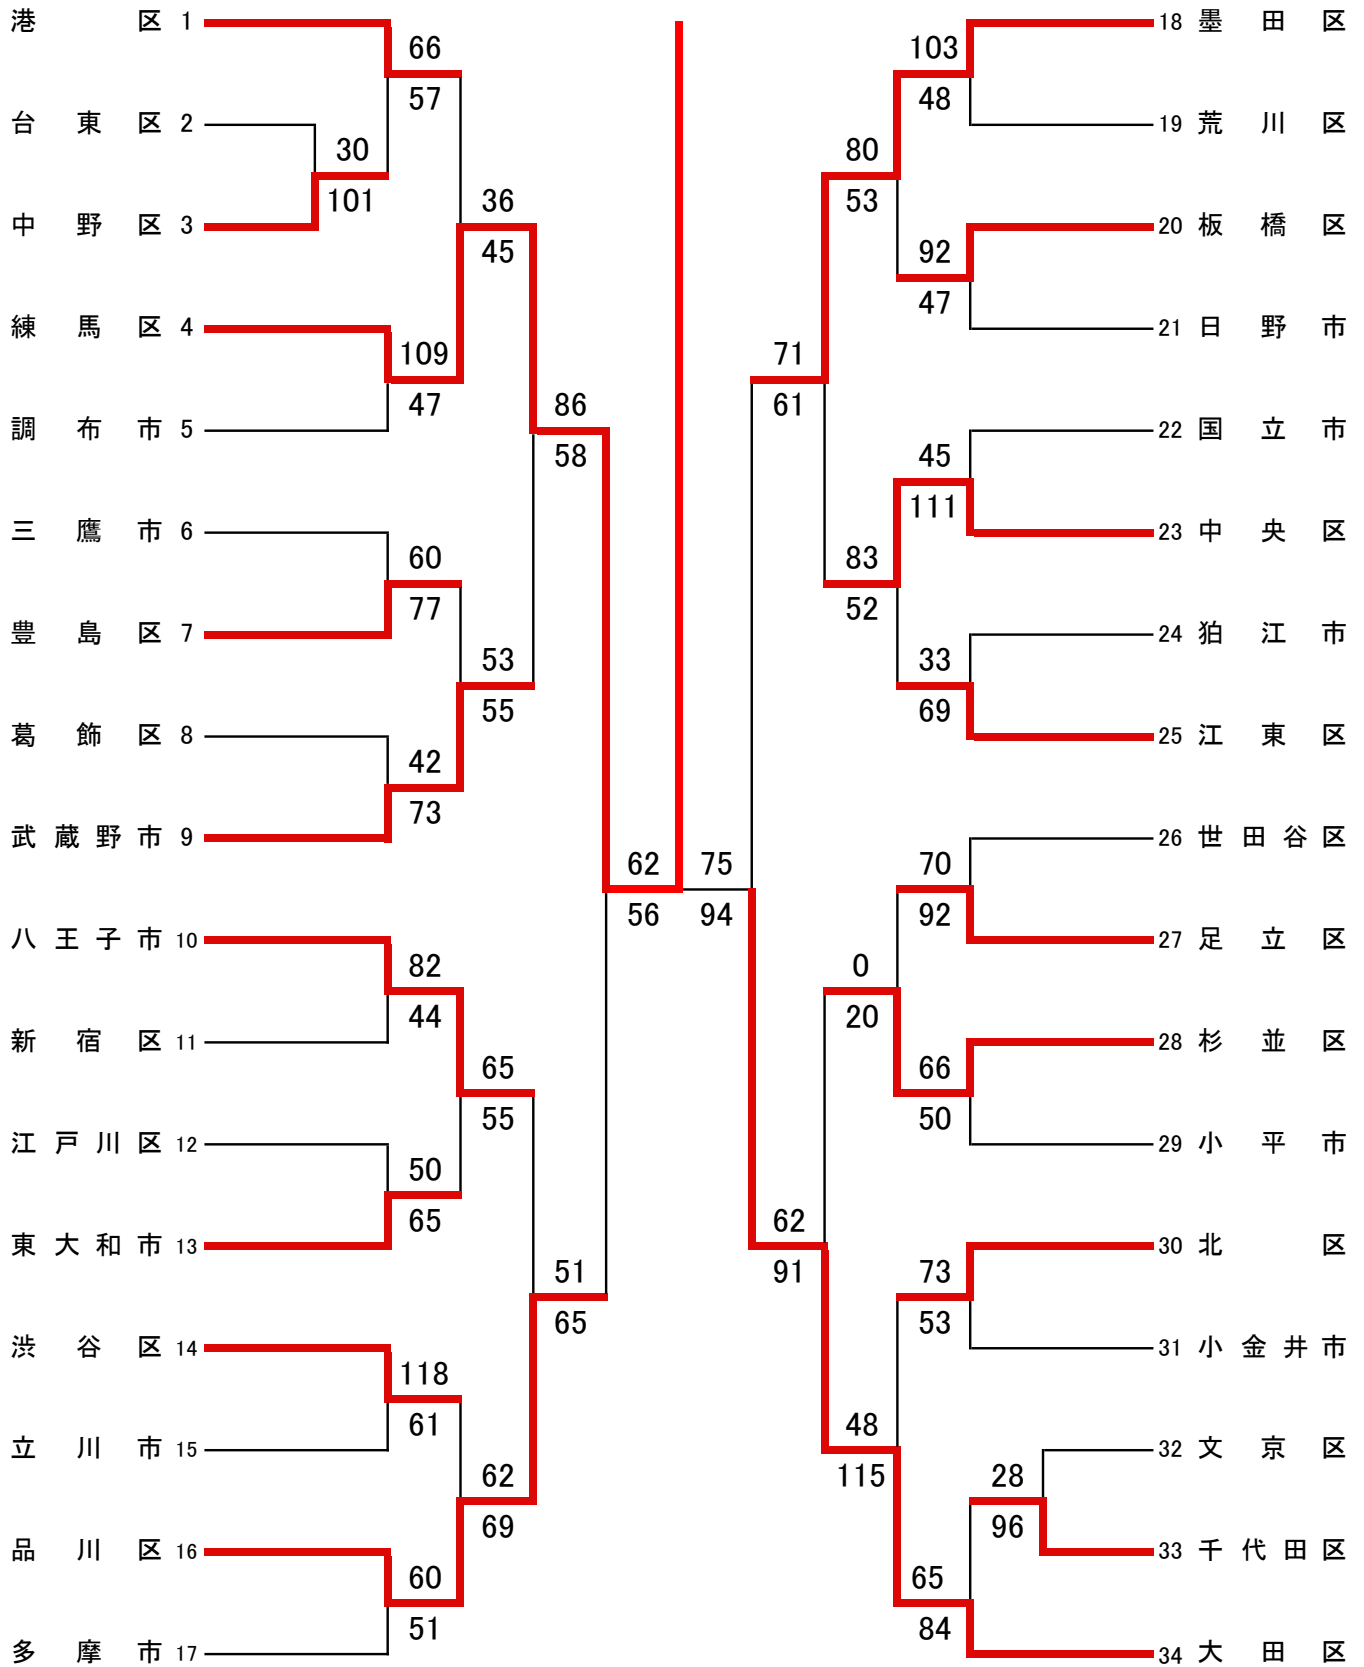 港区 1
66
57
台東区 2
30
101
中野区 3
36
45
練馬区 4
109
47
調布市 5
86
58
三鷹市 6
60
77
豊島区 7
53
55
葛飾区 8
42
73
武蔵野市 9
62
56
八王子市 10
82
44
新宿区 11
65
55
江戸川区 12
50
65
東大和市 13
51
65
渋谷区 14
118
61
立川市 15
62
69
品川区 16
60
51
多摩市 17
75
94
18 墨田区
103
48
19 荒川区
80
53
20 板橋区
92
47
21 日野市
71
61
22 国立市
45
111
23 中央区
83
52
24 狛江市
33
69
25 江東区
26 世田谷区
70
92
27 足立区
0
20
28 杉並区
66
50
29 小平市
62
91
30 北区
73
53
31 小金井市
48
115
32 文京区
28
96
33 千代田区
65
84
34 大田区